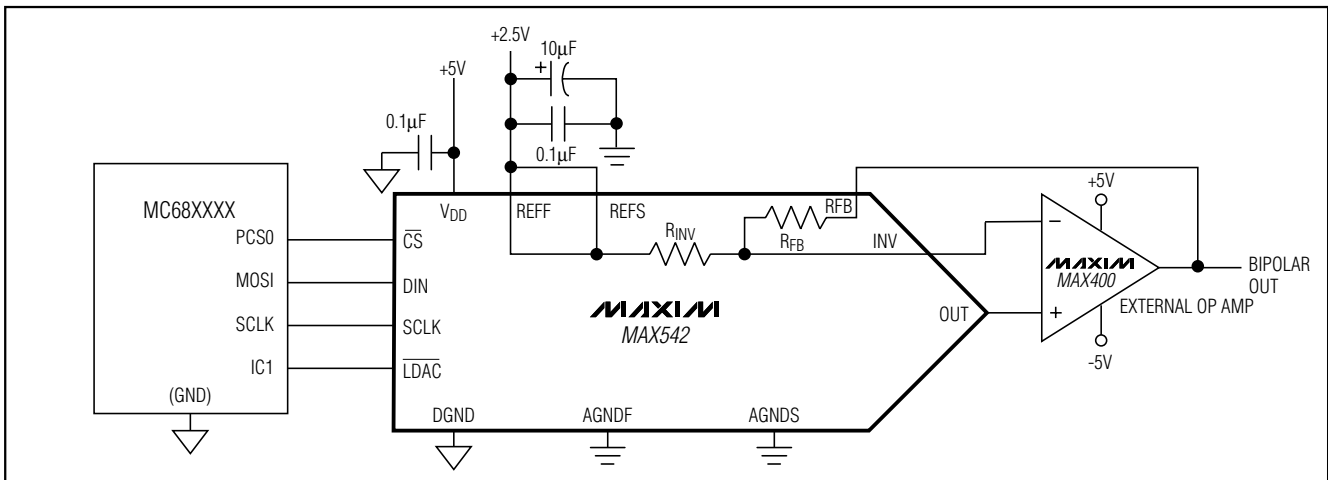 +2.5V
10µF
+
+5V
0.1µF
0.1µF
MC68XXXX
VDD
REFF
REFS
RFB
+5V
PCS0
CS
RINV
RFB
INV
−
MOSI
DIN
MAXIM
MAX542
MAXIM
MAX400
BIPOLAR
OUT
SCLK
SCLK
OUT
+
EXTERNAL OP AMP
IC1
LDAC
-5V
(GND)
DGND
AGNDF
AGNDS